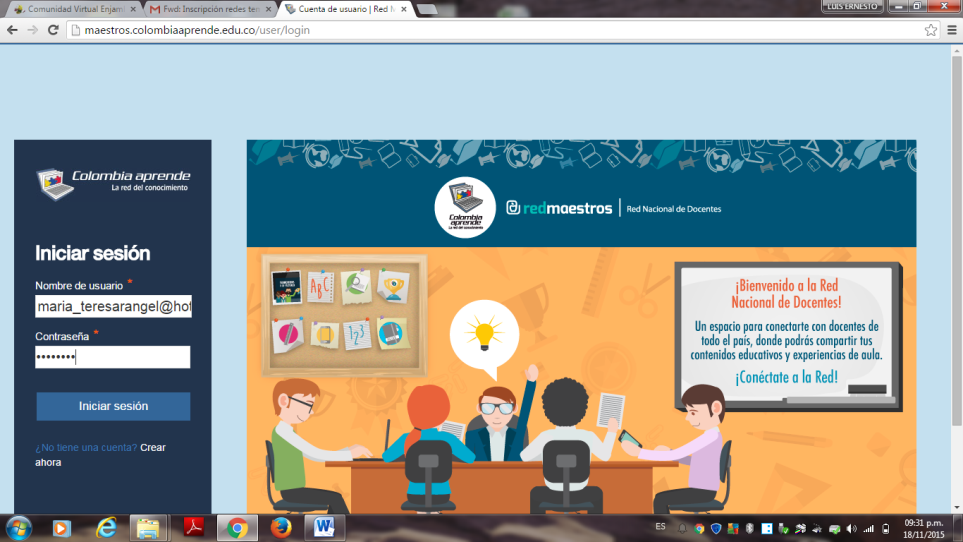 Comunidad Virtual Enjam
Fwd: Inscripción redes ter
Cuenta de usuario | Red N
LUIS ERNESTO
maestros.colombiaaprende.edu.co/user/login
Colombia aprende
La red del conocimiento
Iniciar sesión
Nombre de usuario *
maria_teresarangel@hot
Contraseña *
Iniciar sesión
¿No tiene una cuenta? Crear
ahora
Colombia
aprende
La red del conocimiento
redmaestros
Red Nacional de Docentes
ABC
123
¡Bienvenido a la Red
Nacional de Docentes!
Un espacio para conectarte con docentes de
todo el país, donde podrás compartir tus
contenidos educativos y experiencias de aula.
¡Conéctate a la Red!
ES
09:31 p.m.
18/11/2015